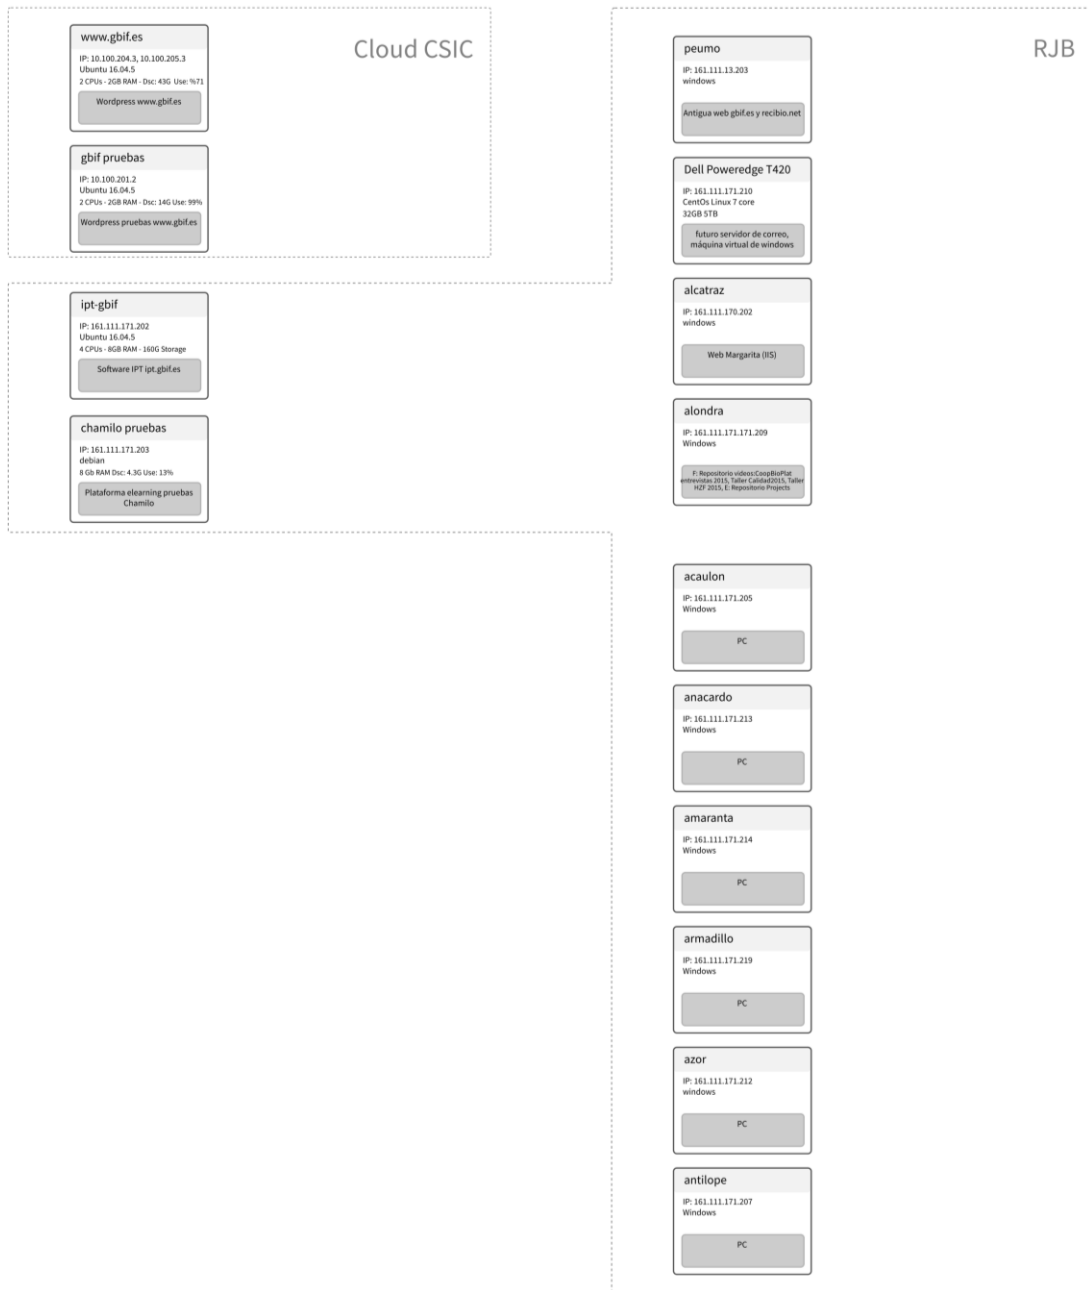 Cloud CSIC
www.gbif.es
IP: 10.100.204.3, 10.100.205.3
Ubuntu 16.04.5
2 CPUs - 2GB RAM - Dsc: 43G Use: %71
Wordpress www.gbif.es
gbif pruebas
IP: 10.100.201.2
Ubuntu 16.04.5
2 CPUs - 2GB RAM - Dsc: 14G Use: 99%
Wordpress pruebas www.gbif.es
ipt-gbif
IP: 161.111.171.202
Ubuntu 16.04.5
4 CPUs - 8GB RAM - 160G Storage
Software IPT ipt.gbif.es
chamilo pruebas
IP: 161.111.171.203
debian
8 Gb RAM Dsc: 4.3G Use: 13%
Plataforma elearning pruebas
Chamilo
RJB
peumo
IP: 161.111.13.203
windows
Antigua web gbif.es y recibio.net
Dell Poweredge T420
IP: 161.111.171.210
CentOs Linux 7 core
32GB 5TB
futuro servidor de correo,
máquina virtual de windows
alcatraz
IP: 161.111.170.202
windows
Web Margarita (IIS)
alondra
IP: 161.111.171.171.209
Windows
F: Repositorio videos:CoopBioPlat
entrevistas 2015, Taller Calidad2015, Taller
HZF 2015, E: Repositorio Projects
acaulon
IP: 161.111.171.205
Windows
PC
anacardo
IP: 161.111.171.213
Windows
PC
amaranta
IP: 161.111.171.214
Windows
PC
armadillo
IP: 161.111.171.219
Windows
PC
azor
IP: 161.111.171.212
windows
PC
antilope
IP: 161.111.171.207
Windows
PC